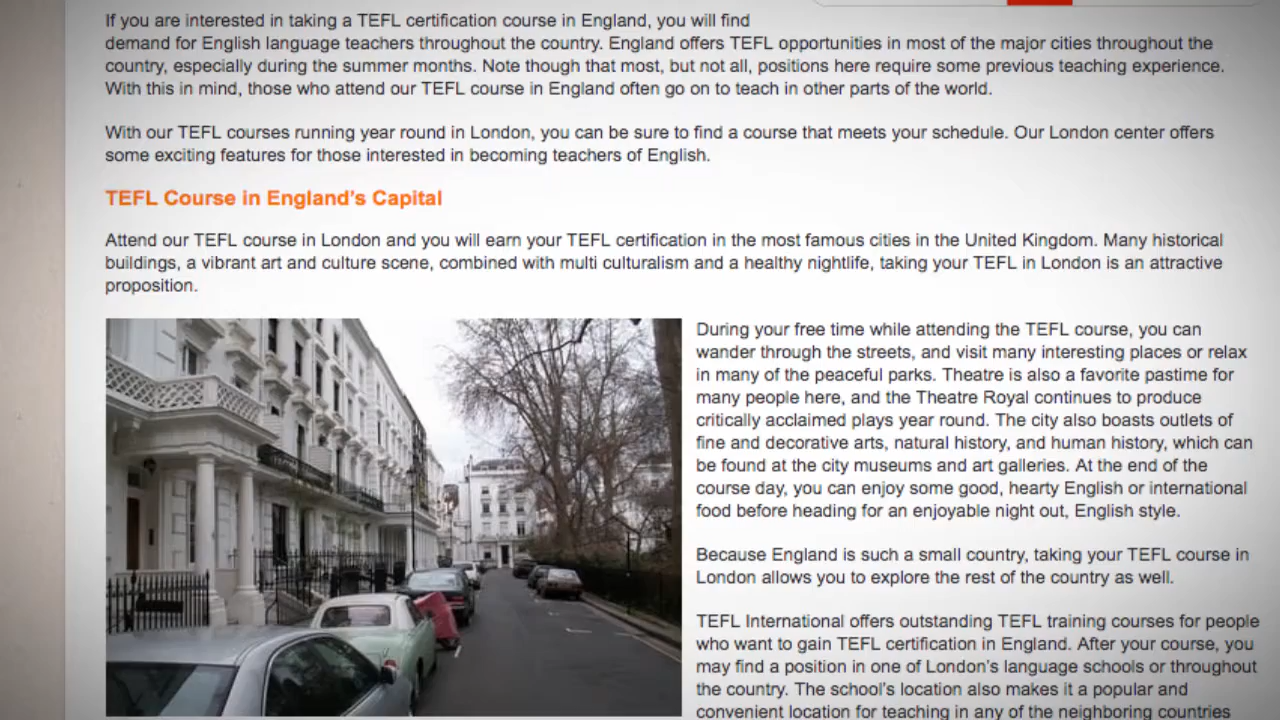 If you are interested in taking a TEFL certification course in England, you will find
demand for English language teachers throughout the country. England offers TEFL opportunities in most of the major cities throughout the
country, especially during the summer months. Note though that most, but not all, positions here require some previous teaching experience.
With this in mind, those who attend our TEFL course in England often go on to teach in other parts of the world.
With our TEFL courses running year round in London, you can be sure to find a course that meets your schedule. Our London center offers
some exciting features for those interested in becoming teachers of English.
TEFL Course in England's Capital
Attend our TEFL course in London and you will earn your TEFL certification in the most famous cities in the United Kingdom. Many historical
buildings, a vibrant art and culture scene, combined with multi culturalism and a healthy nightlife, taking your TEFL in London is an attractive
proposition.
During your free time while attending the TEFL course, you can
wander through the streets, and visit many interesting places or relax
in many of the peaceful parks. Theatre is also a favorite pastime for
many people here, and the Theatre Royal continues to produce
critically acclaimed plays year round. The city also boasts outlets of
fine and decorative arts, natural history, and human history, which can
be found at the city museums and art galleries. At the end of the
course day, you can enjoy some good, hearty English or international
food before heading for an enjoyable night out, English style.
Because England is such a small country, taking your TEFL course in
London allows you to explore the rest of the country as well.
TEFL International offers outstanding TEFL training courses for people
who want to gain TEFL certification in England. After your course, you
may find a position in one of London's language schools or throughout
the country. The school's location also makes it a popular and
convenient location for teaching in any of the neighboring countries